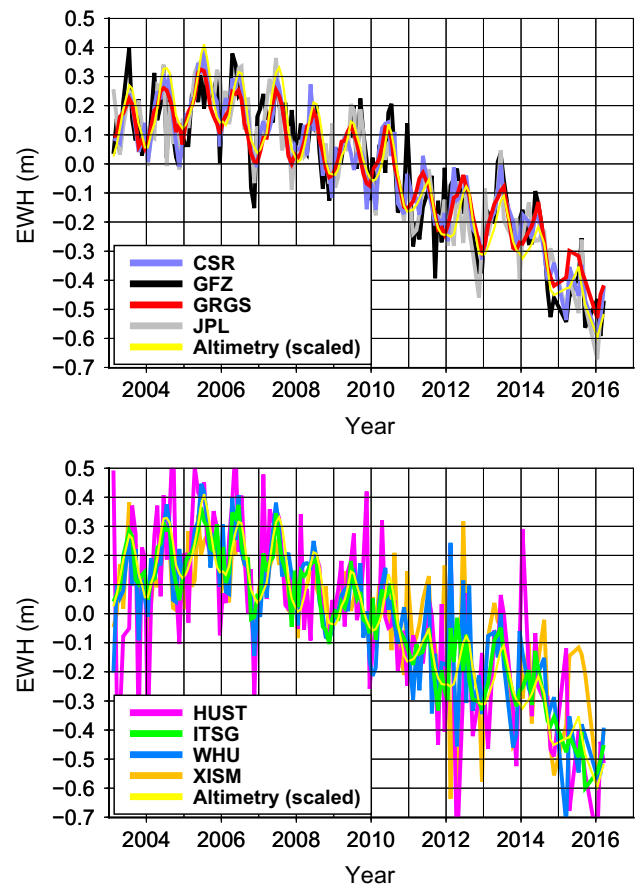 0.5
0.4
0.3
0.2
0.1
0.0
−0.1
−0.2
−0.3
−0.4
−0.5
−0.6
−0.7
EWH (m)
CSR
GFZ
GRGS
JPL
Altimetry (scaled)
2004 2006 2008 2010 2012 2014 2016
Year
0.5
0.4
0.3
0.2
0.1
0.0
−0.1
−0.2
−0.3
−0.4
−0.5
−0.6
−0.7
EWH (m)
HUST
ITSG
WHU
XISM
Altimetry (scaled)
2004 2006 2008 2010 2012 2014 2016
Year